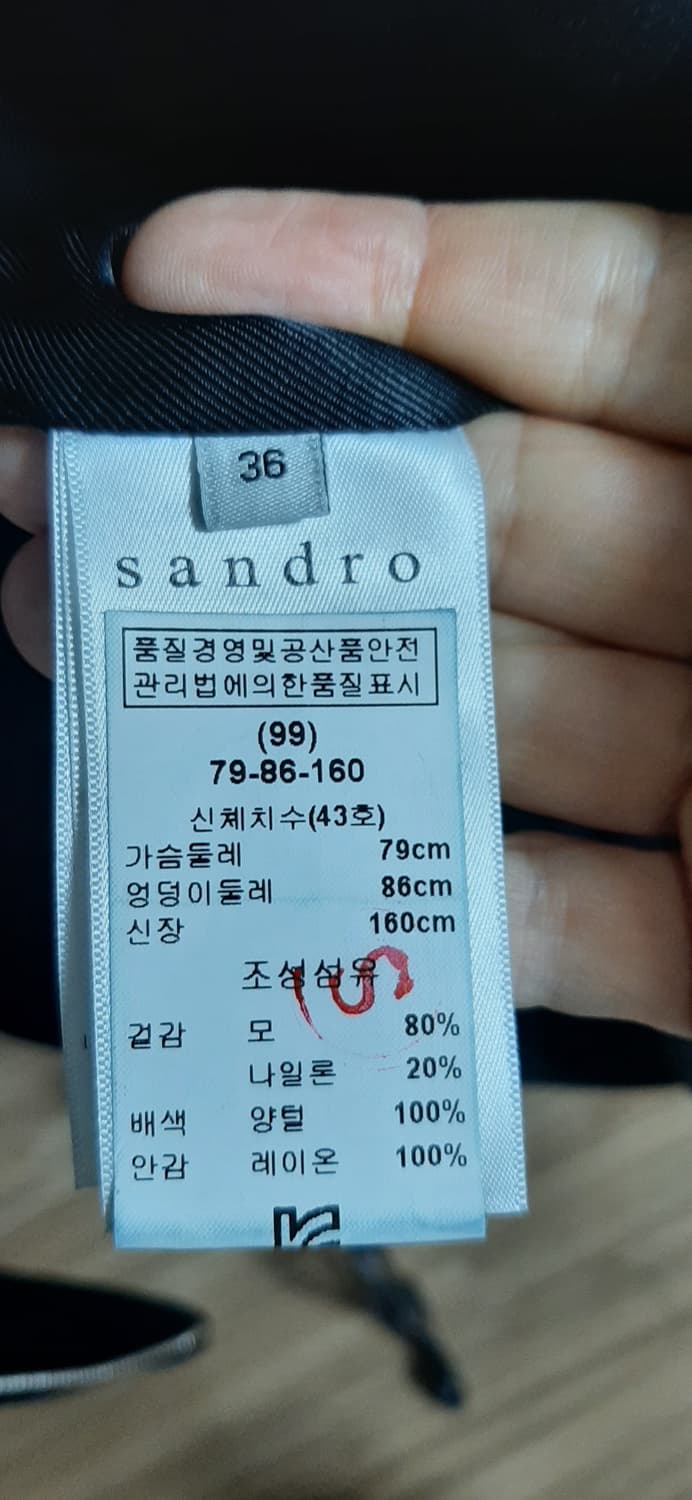 36
sandro
품질경영및공산품안전
관리법에의한품질표시
(99)
79-86-160
신체치수(43호)
가슴둘레 79cm
엉덩이둘레 86cm
신장 160cm
조성섬유
겉감 모 80%
나일론 20%
배색 양털 100%
안감 레이온 100%